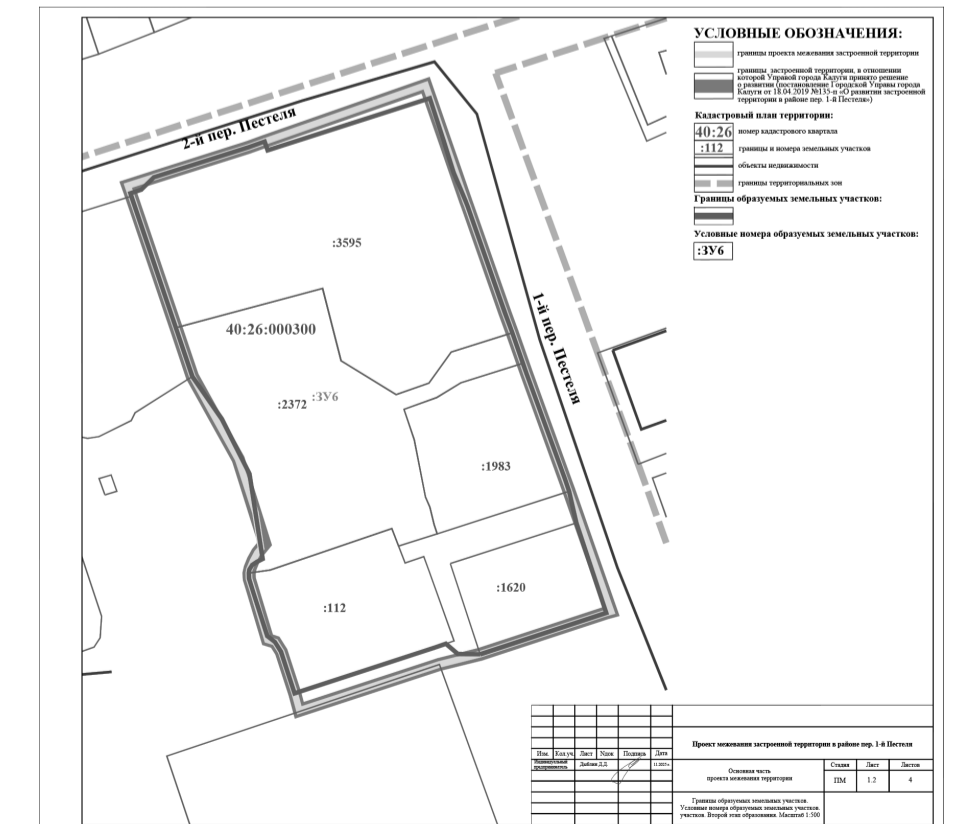 УСЛОВНЫЕ ОБОЗНАЧЕНИЯ:
границы проекта межевания застроенной территории
границы застроенной территории, в отношении
которой Управой города Калуги принято решение
о развитии (постановление Городской Управы города
Калуги от 18.04.2019 №135-п «О развитии застроенной
территории в районе пер. 1-й Пестеля»)
Кадастровый план территории:
40:26
номер кадастрового квартала
:112
границы и номера земельных участков
объекты недвижимости
границы территориальных зон
Границы образуемых земельных участков:
Условные номера образуемых земельных участков:
:ЗУ6
2-й пер. Пестеля
1-й пер. Пестеля
:3595
40:26:000300
:2372
:ЗУ6
:1983
:1620
:112
Изм. Кол.уч. Лист №док Подпись Дата
Индивидуальный
предприниматель
Проект межевания застроенной территории в районе пер. 1-й Пестеля
Основная часть
проекта межевания территории
Стадия Лист Листов
ПМ 1.2 4
Границы образуемых земельных участков.
Условные номера образуемых земельных участков.
участков. Второй этап образования. Масштаб 1:500